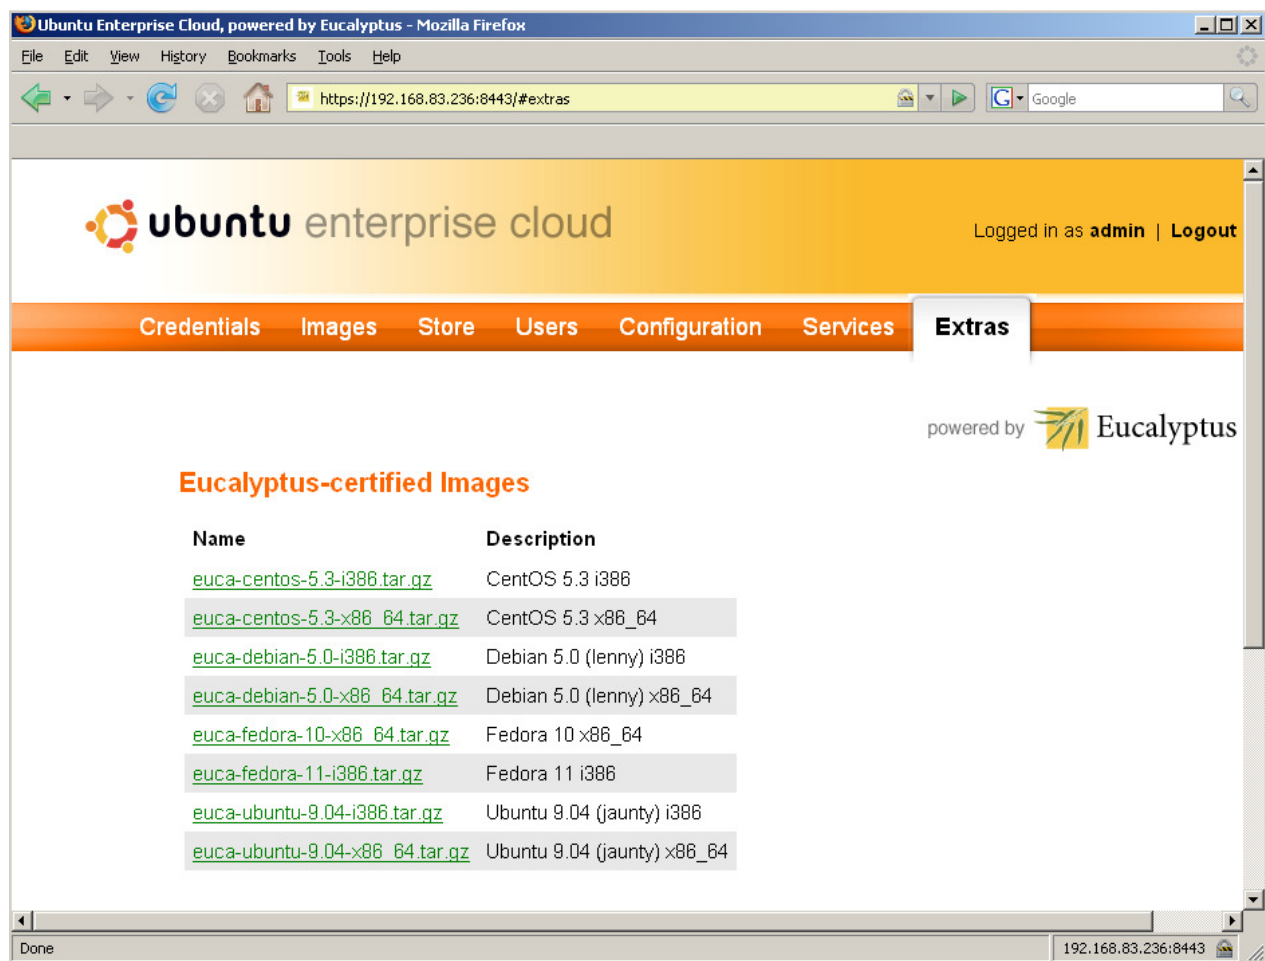 Ubuntu Enterprise Cloud, powered by Eucalyptus - Mozilla Firefox
File Edit View History Bookmarks Tools Help
https://192.168.83.236:8443/#extras
G Google
ubuntu enterprise cloud
Logged in as admin | Logout
Credentials Images Store Users Configuration Services Extras
powered by Eucalyptus
Eucalyptus-certified Images
Name Description
euca-centos-5.3-i386.tar.gz CentOS 5.3 i386
euca-centos-5.3-x86_64.tar.gz CentOS 5.3 x86_64
euca-debian-5.0-i386.tar.gz Debian 5.0 (lenny) i386
euca-debian-5.0-x86_64.tar.gz Debian 5.0 (lenny) x86_64
euca-fedora-10-x86_64.tar.gz Fedora 10 x86_64
euca-fedora-11-i386.tar.gz Fedora 11 i386
euca-ubuntu-9.04-i386.tar.gz Ubuntu 9.04 (jaunty) i386
euca-ubuntu-9.04-x86_64.tar.gz Ubuntu 9.04 (jaunty) x86_64
Done 192.168.83.236:8443